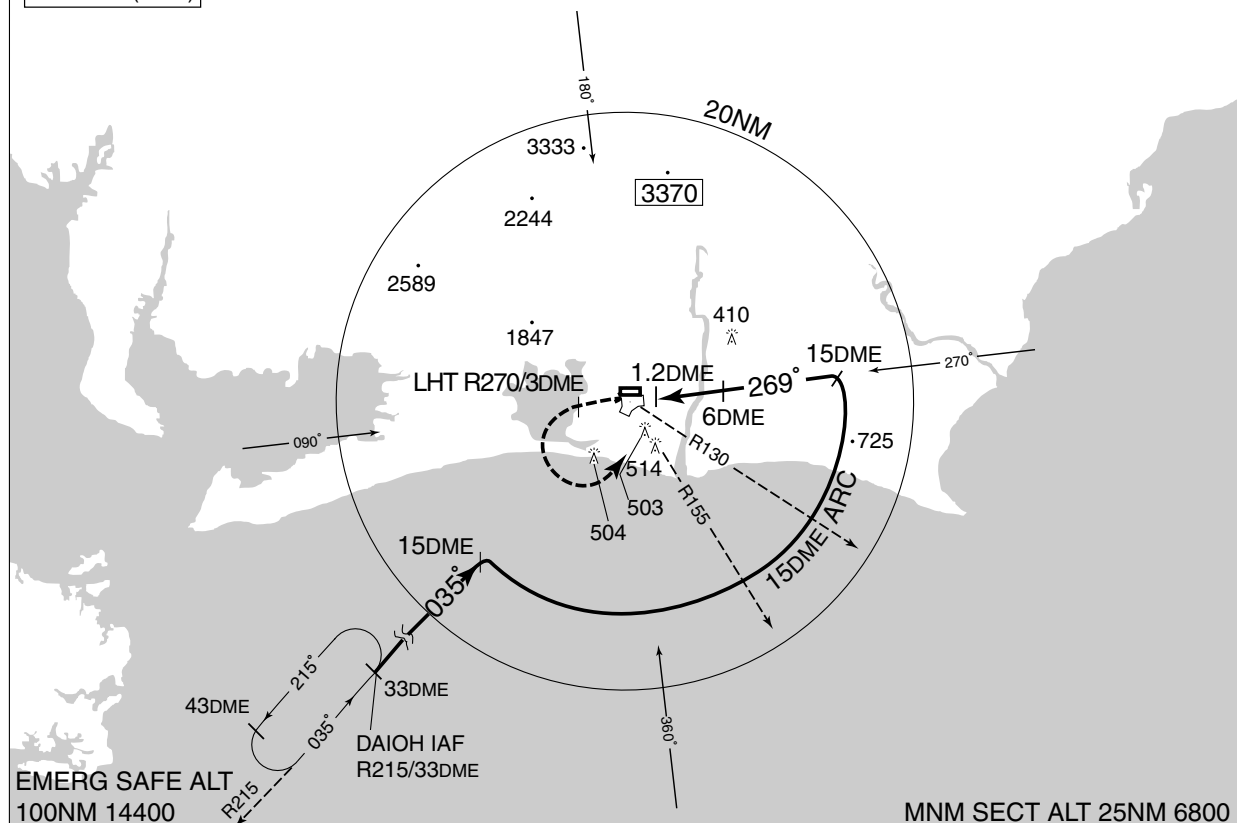 180°
20NM
3333
3370
2244
2589
410
1847
15DME
270°
LHT R270/3DME
1.2DME
269°
6DME
090°
R130
725
514
503
R155
504
15DME ARC
15DME
035°
215°
33DME
43DME
035°
360°
DAIOH IAF
R215/33DME
R215
EMERG SAFE ALT
100NM 14400
MNM SECT ALT 25NM 6800